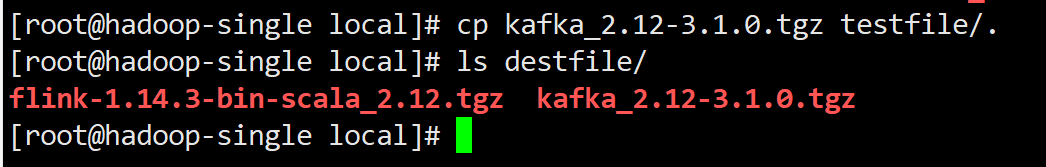 [root@hadoop-single local]# cp kafka_2.12-3.1.0.tgz testfile/.
[root@hadoop-single local]# ls destfile/
flink-1.14.3-bin-scala_2.12.tgz  kafka_2.12-3.1.0.tgz
[root@hadoop-single local]#